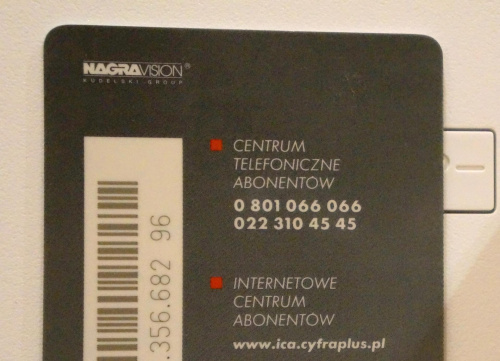 NAGRAVISION®
KUDELSKI GROUP
CENTRUM
TELEFONICZNE
ABONENTÓW
0 801 066 066
022 310 45 45
INTERNETOWE
CENTRUM
ABONENTÓW
www.ica.cyfraplus.pl
.356.682 96